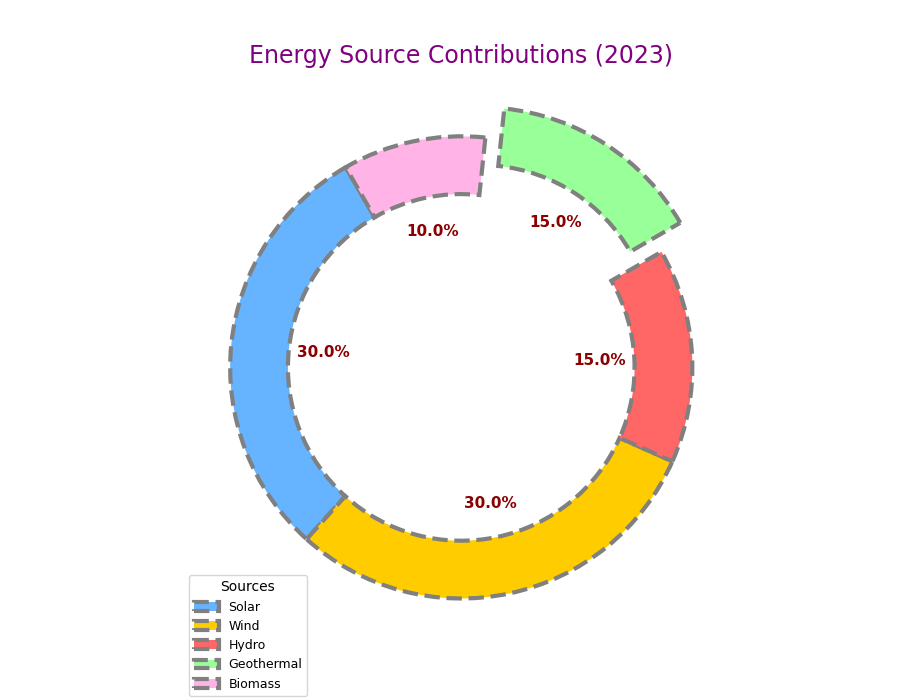 Energy Source Contributions (2023)
10.0%
15.0%
30.0%
15.0%
30.0%
Sources
Solar
Wind
Hydro
Geothermal
Biomass